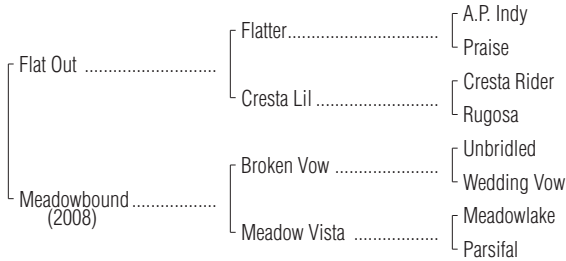 A.P. Indy
Flatter..................................
Praise
Flat Out ..............................
Cresta Rider
Cresta Lil ...........................
Rugosa
Unbridled
Broken Vow .......................
Wedding Vow
Meadowbound ...................
(2008)
Meadowlake
Meadow Vista ...................
Parsifal